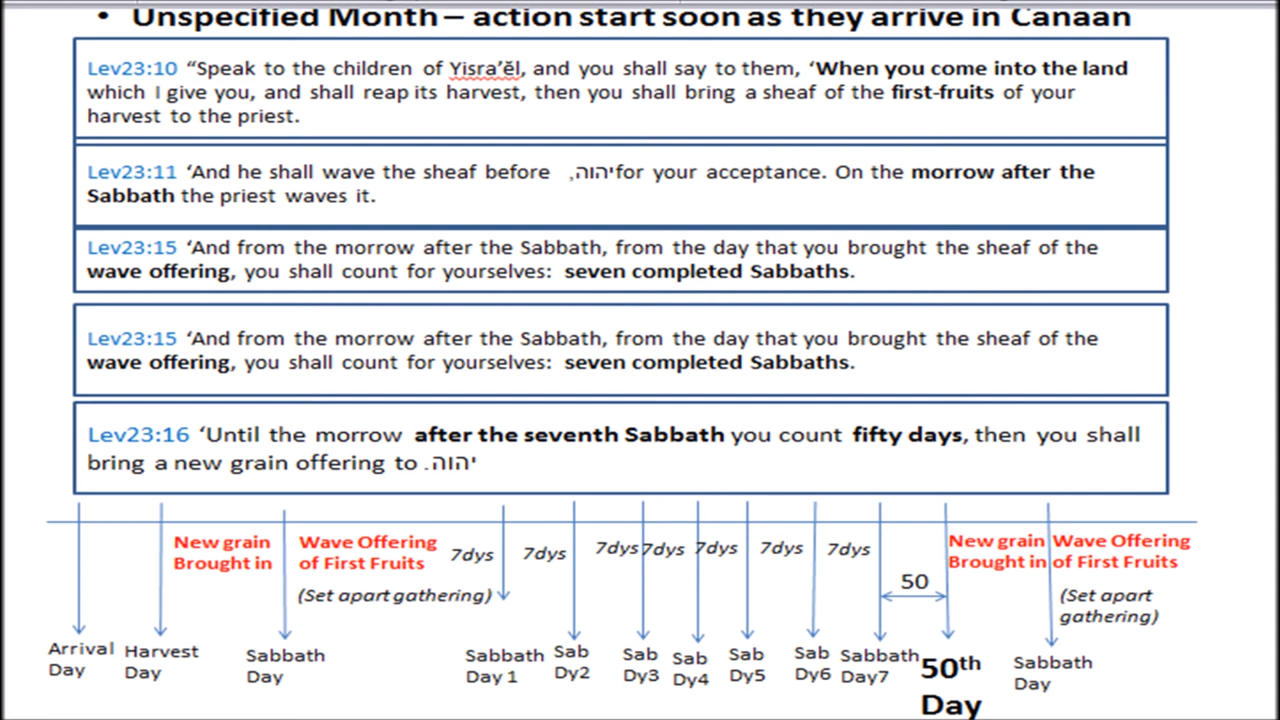 • Unspecified Month – action start soon as they arrive in Canaan
Lev23:10 “Speak to the children of Yisra’ĕl, and you shall say to them, ‘When you come into the land
which I give you, and shall reap its harvest, then you shall bring a sheaf of the first-fruits of your
harvest to the priest.
Lev23:11 ‘And he shall wave the sheaf before יהוה, for your acceptance. On the morrow after the
Sabbath the priest waves it.
Lev23:15 ‘And from the morrow after the Sabbath, from the day that you brought the sheaf of the
wave offering, you shall count for yourselves: seven completed Sabbaths.
Lev23:15 ‘And from the morrow after the Sabbath, from the day that you brought the sheaf of the
wave offering, you shall count for yourselves: seven completed Sabbaths.
Lev23:16 ‘Until the morrow after the seventh Sabbath you count fifty days, then you shall
bring a new grain offering to יהוה.
New grain
Brought in
Wave Offering
of First Fruits
(Set apart gathering)
7dys
7dys
7dys
7dys
7dys
7dys
7dys
50
New grain
Brought in
Wave Offering
of First Fruits
(Set apart
gathering)
Arrival
Day
Harvest
Day
Sabbath
Day
Sabbath
Day 1
Sab
Dy2
Sab
Dy3
Sab
Dy4
Sab
Dy5
Sab
Dy6
Sabbath
Day7
50th
Day
Sabbath
Day